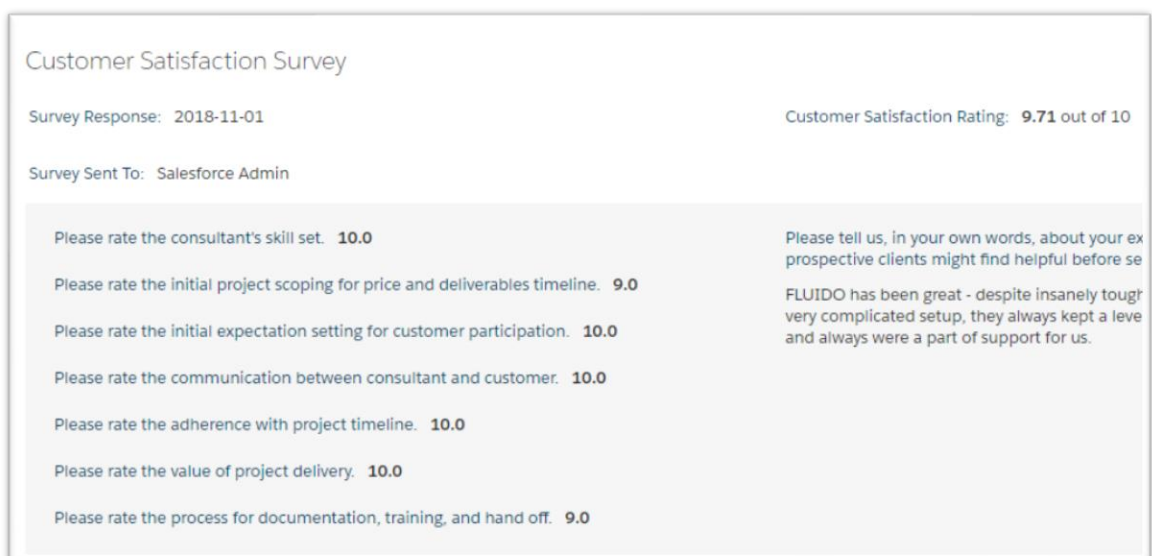 Customer Satisfaction Survey
Survey Response: 2018-11-01
Customer Satisfaction Rating: 9.71 out of 10
Survey Sent To: Salesforce Admin
Please rate the consultant's skill set. 10.0
Please rate the initial project scoping for price and deliverables timeline. 9.0
Please rate the initial expectation setting for customer participation. 10.0
Please rate the communication between consultant and customer. 10.0
Please rate the adherence with project timeline. 10.0
Please rate the value of project delivery. 10.0
Please rate the process for documentation, training, and hand off. 9.0
Please tell us, in your own words, about your ex
prospective clients might find helpful before se
FLUIDO has been great - despite insanely tough
very complicated setup, they always kept a leve
and always were a part of support for us.